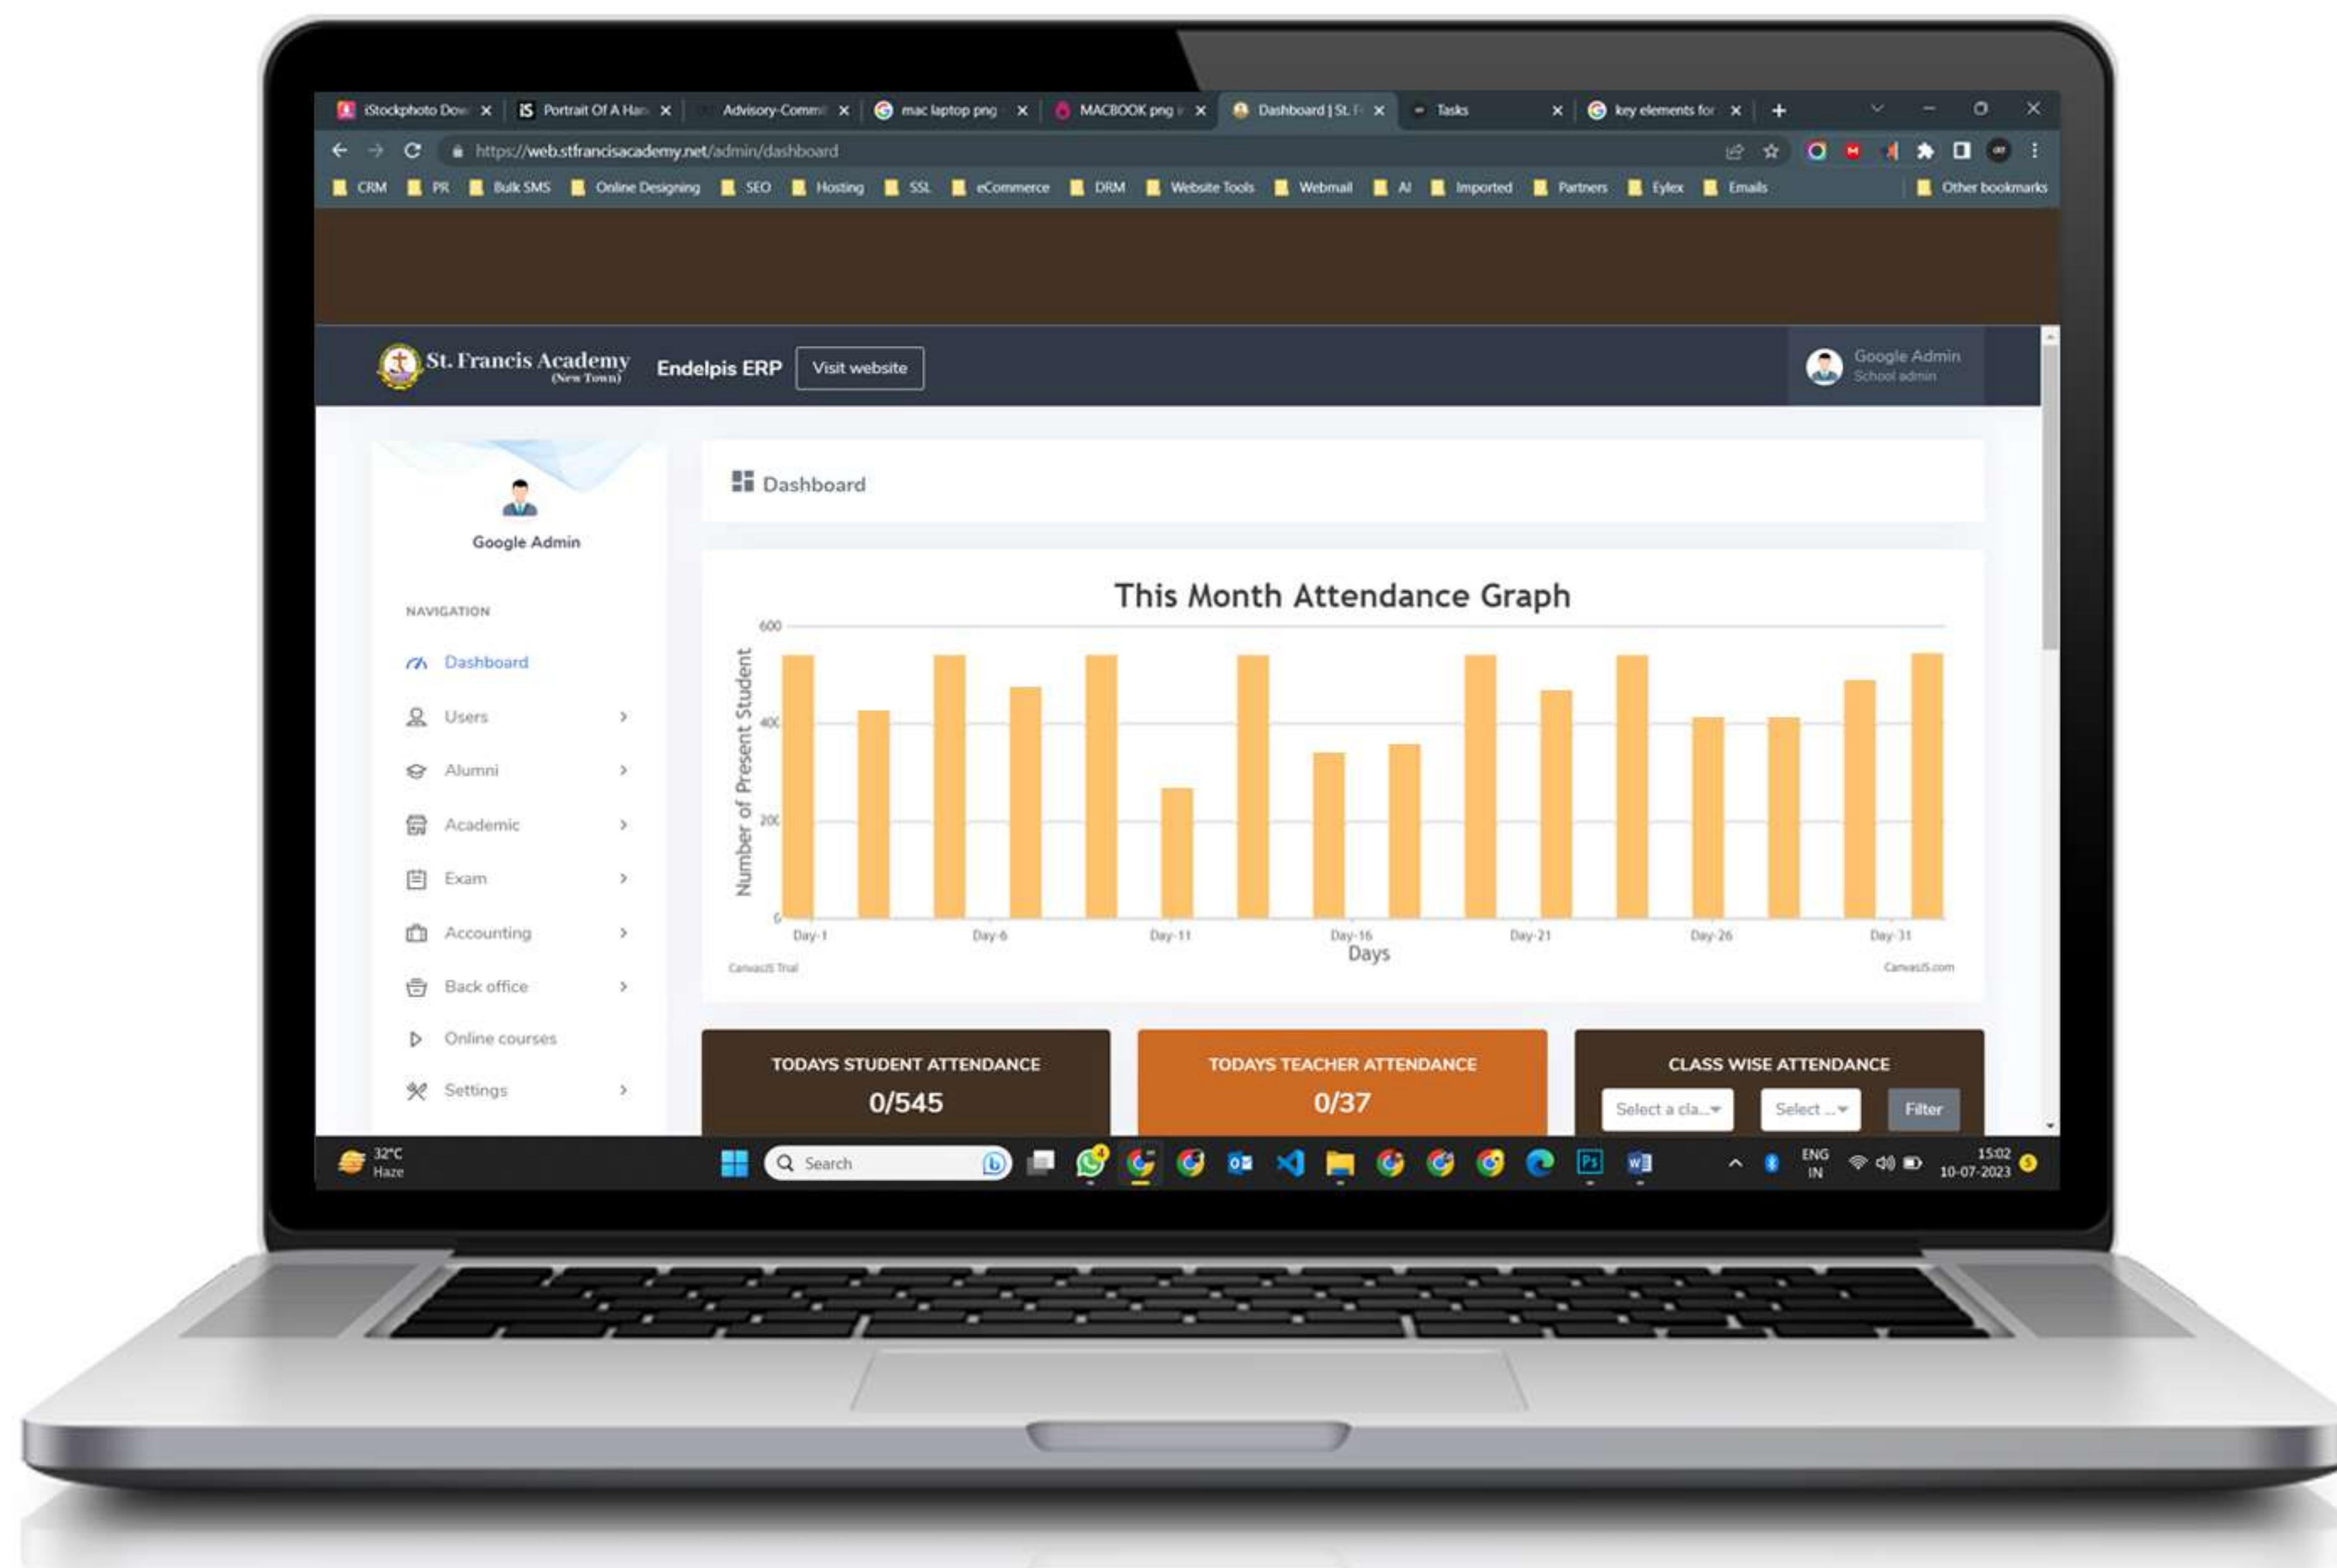 iStockphoto Dow
Portrait Of A Han
Advisory-Commi
mac laptop png
MACBOOK png i
Dashboard | St. F
Tasks
key elements for
https://web.stfrancisacademy.net/admin/dashboard
CRM PR Bulk SMS Online Designing SEO Hosting SSL eCommerce DRM Website Tools Webmail AI Imported Partners Eylex Emails Other bookmarks
St. Francis Academy
(New Town)
Endelpis ERP
Visit website
Google Admin
School admin
Google Admin
NAVIGATION
Dashboard
Users
Alumni
Academic
Exam
Accounting
Back office
Online courses
Settings
Dashboard
This Month Attendance Graph
Number of Present Student
600
400
200
0
Day-1 Day-6 Day-11 Day-16 Day-21 Day-26 Day-31
Days
CanvasJS Trial
CanvasJS.com
TODAYS STUDENT ATTENDANCE
0/545
TODAYS TEACHER ATTENDANCE
0/37
CLASS WISE ATTENDANCE
Select a cla...
Select ...
Filter
32°C
Haze
Search
4
Ps
ENG
IN
15:02
10-07-2023
5